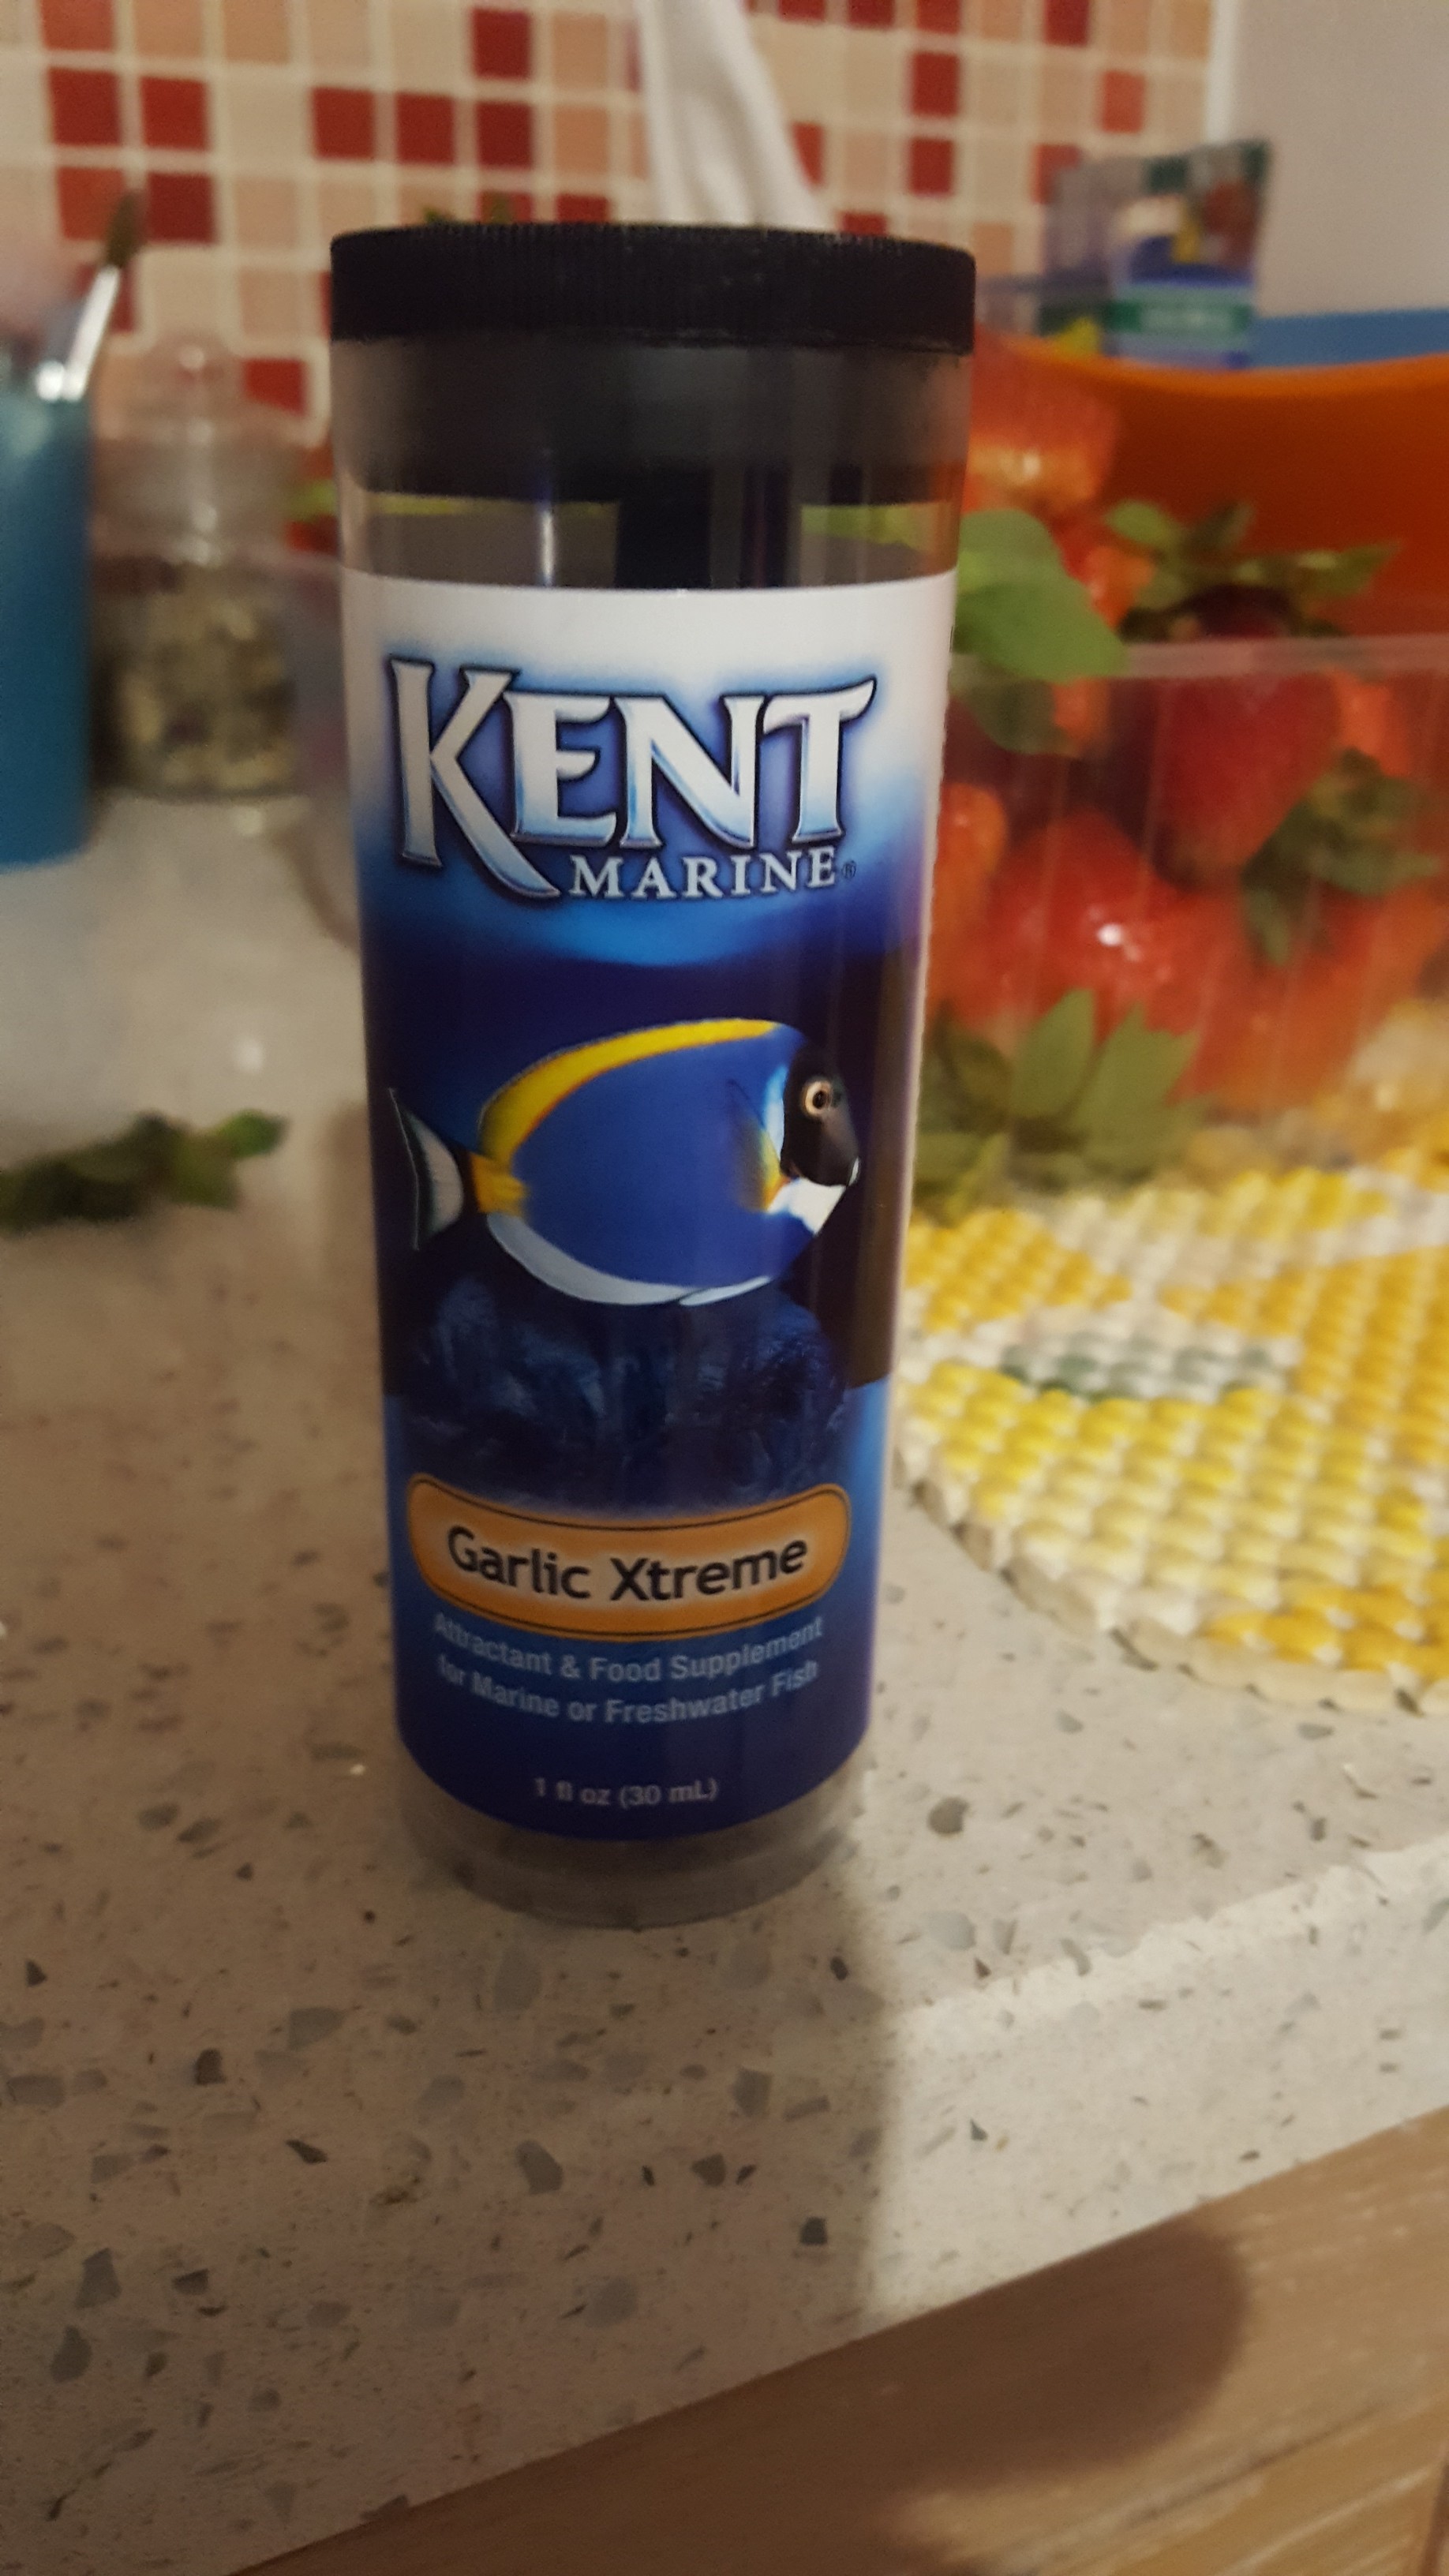 KENT
MARINE®
Garlic Xtreme
Attractant & Food Supplement
for Marine or Freshwater Fish
1 fl oz (30 mL)